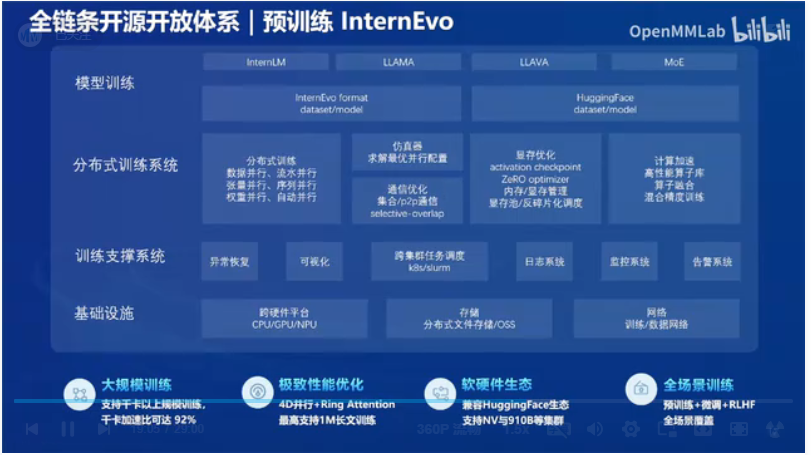 全链条开源开放体系 | 预训练 InternEvo
OpenMMLab bilibili
模型训练
InternLM
LLAMA
LLAVA
MoE
InternEvo format
dataset/model
HuggingFace
dataset/model
分布式训练系统
分布式训练
数据并行、流水并行
张量并行、序列并行
权重并行、自动并行
仿真器
求解最优并行配置
通信优化
集合/p2p通信
selective-overlap
显存优化
activation checkpoint
ZeRO optimizer
内存/显存管理
显存池/反碎片化调度
计算加速
高性能算子库
算子融合
混合精度训练
训练支撑系统
异常恢复
可视化
跨集群任务调度
k8s/slurm
日志系统
监控系统
告警系统
基础设施
跨硬件平台
CPU/GPU/NPU
存储
分布式文件存储/OSS
网络
训练/数据网络
大规模训练
支持千卡以上规模训练,
千卡加速比可达 92%
极致性能优化
4D并行+Ring Attention
最高支持1M长文训练
软硬件生态
兼容HuggingFace生态
支持NV与910B等集群
全场景训练
预训练+微调+RLHF
全场景覆盖
360P
1.5x